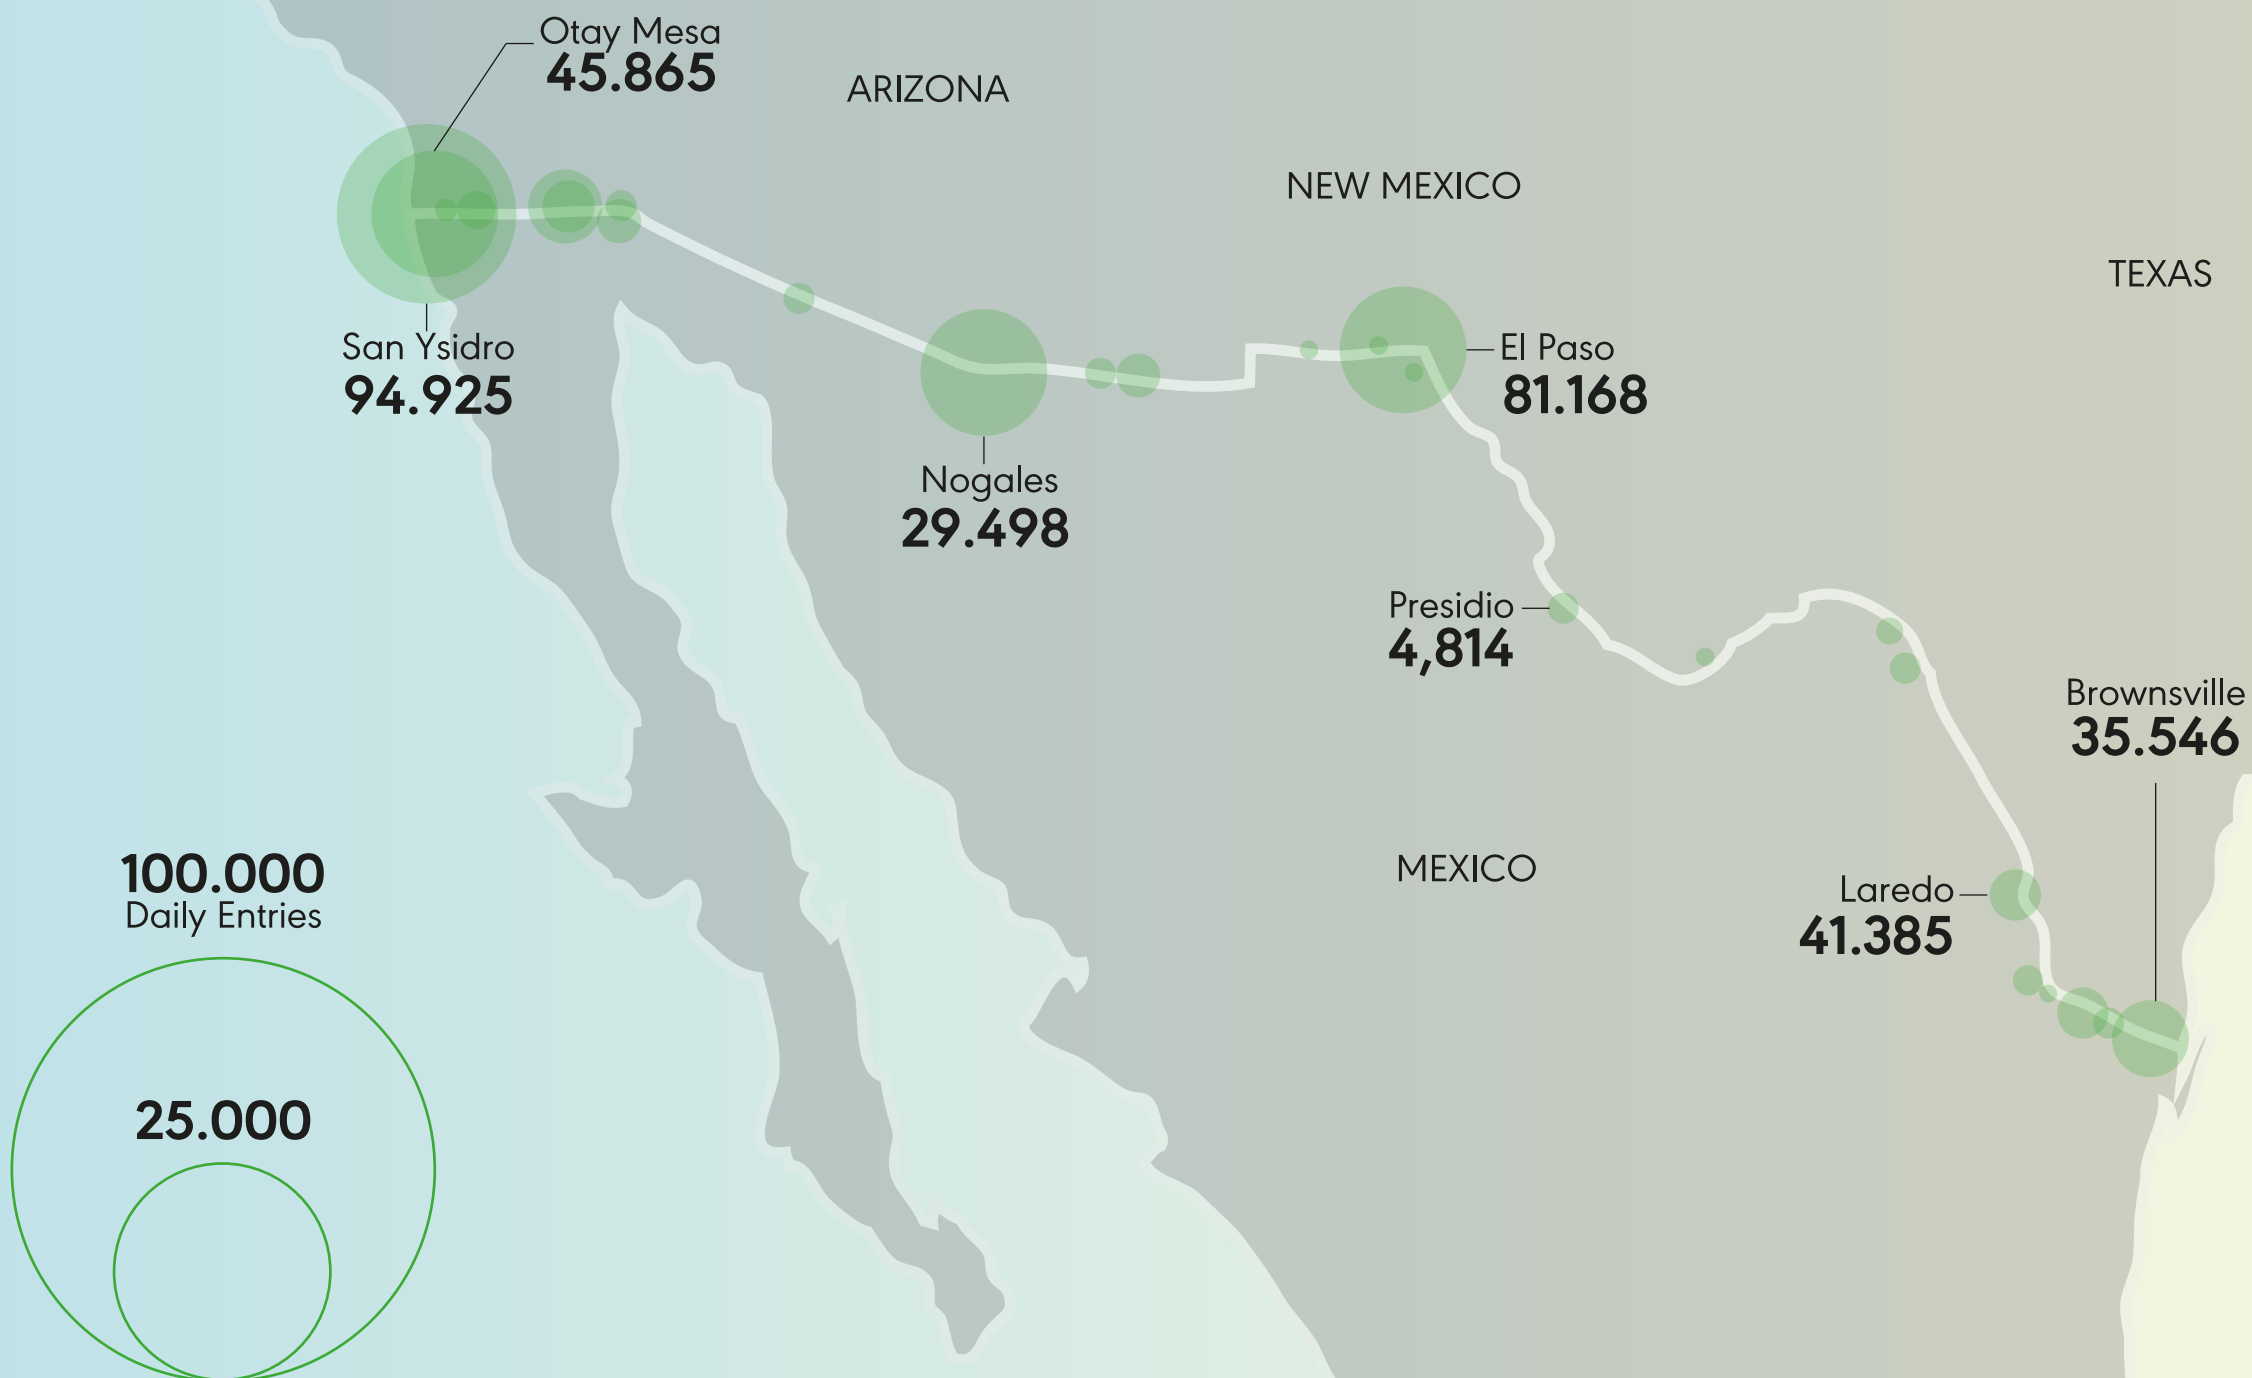 Otay Mesa
45.865
ARIZONA
NEW MEXICO
TEXAS
San Ysidro
94.925
El Paso
81.168
Nogales
29.498
Presidio
4,814
Brownsville
35.546
MEXICO
Laredo
41.385
100.000
Daily Entries
25.000